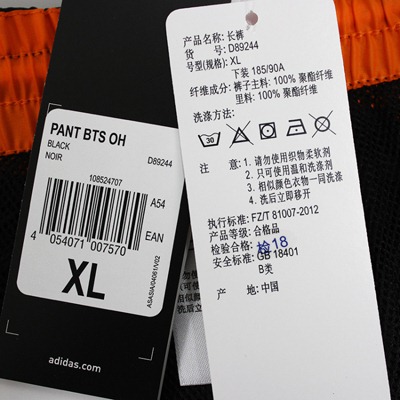 PANT BTS OH
BLACK
NOIR
D89244
108524707
A54
EAN
4 054071 007570
XL
ASASIA/04061/V02
adidas.com
产品名称: 长裤
货 号: D89244
号型(规格): XL
下装 185/90A
纤维成分: 裤子主料: 100% 聚酯纤维
里料: 100% 聚酯纤维
洗涤方法:
30
注意: 1. 请勿使用织物柔软剂
2. 只可使用温和洗涤剂
3. 相似颜色衣物一同洗涤
4. 洗后立即移开
执行标准: FZ/T 81007-2012
产品等级: 合格品
检验合格: 检18
安全标准: GB 18401
B类
产 地: 中国